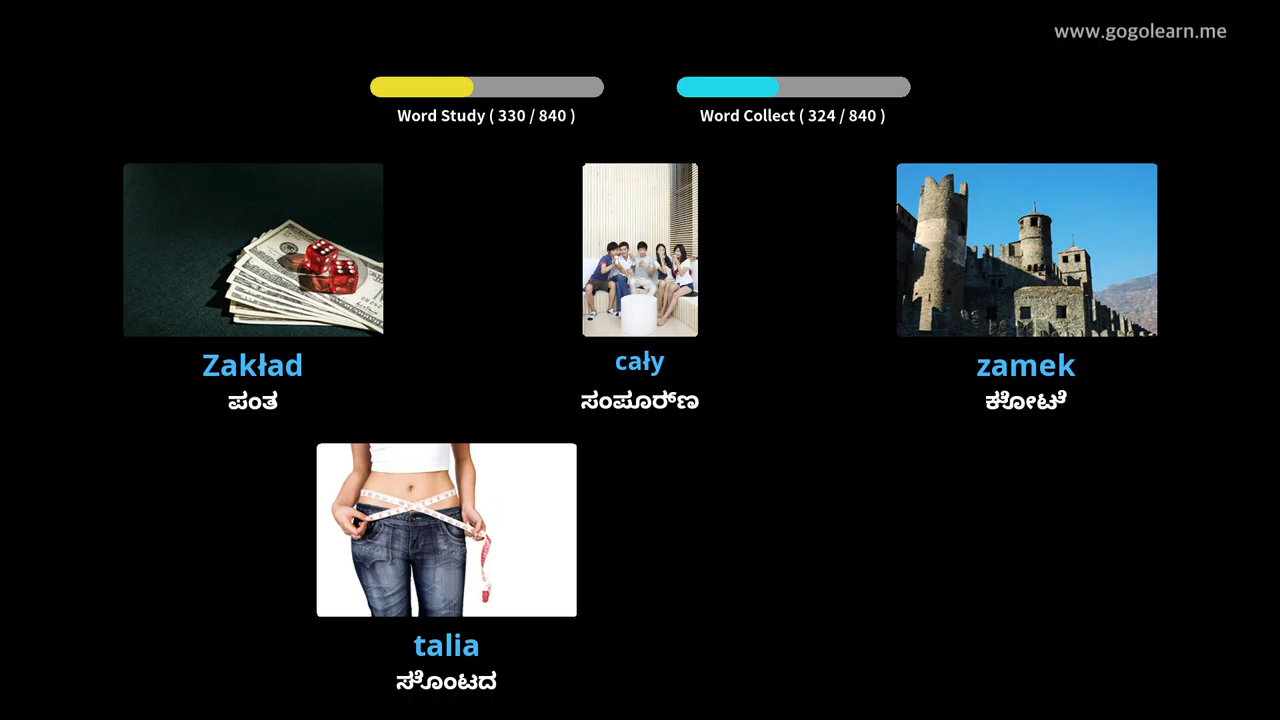 www.gogolearn.me
Word Study ( 330 / 840 )
Word Collect ( 324 / 840 )
Zakład
cały
zamek
ಪಂತ
ಸಂಪೂರ್ಣ
ಕೋಟೆ
talia
ಸೊಂಟದ